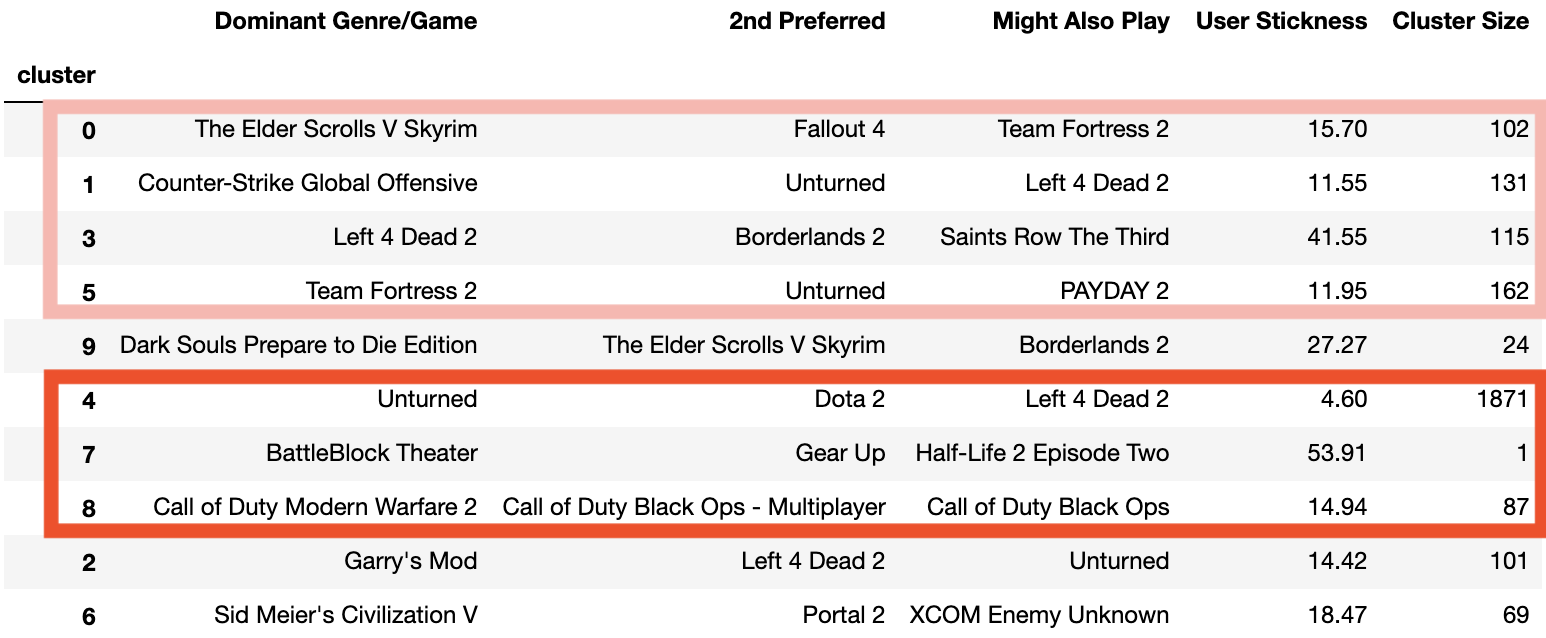 Dominant Genre/Game 2nd Preferred Might Also Play User Stickness Cluster Size
cluster
0 The Elder Scrolls V Skyrim Fallout 4 Team Fortress 2 15.70 102
1 Counter-Strike Global Offensive Unturned Left 4 Dead 2 11.55 131
3 Left 4 Dead 2 Borderlands 2 Saints Row The Third 41.55 115
5 Team Fortress 2 Unturned PAYDAY 2 11.95 162
9 Dark Souls Prepare to Die Edition The Elder Scrolls V Skyrim Borderlands 2 27.27 24
4 Unturned Dota 2 Left 4 Dead 2 4.60 1871
7 BattleBlock Theater Gear Up Half-Life 2 Episode Two 53.91 1
8 Call of Duty Modern Warfare 2 Call of Duty Black Ops - Multiplayer Call of Duty Black Ops 14.94 87
2 Garry's Mod Left 4 Dead 2 Unturned 14.42 101
6 Sid Meier's Civilization V Portal 2 XCOM Enemy Unknown 18.47 69